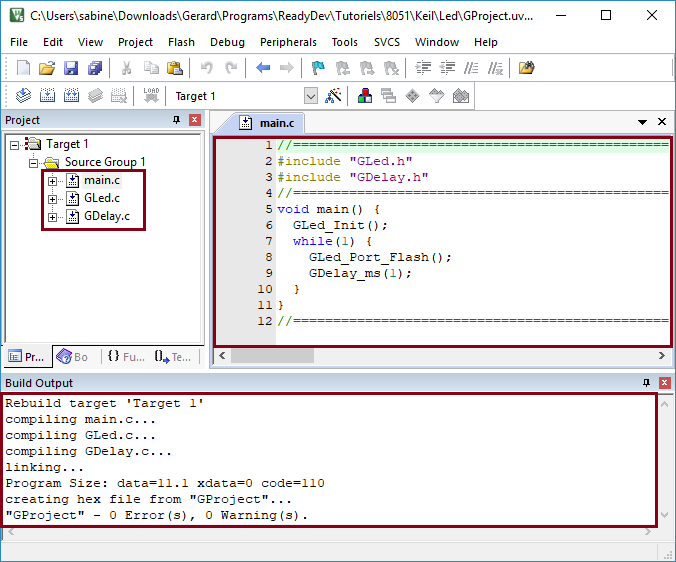 C:\Users\sabine\Downloads\Gerard\Programs\ReadyDev\Tutoriels\8051\Keil\Led\GProject.uv...
File Edit View Project Flash Debug Peripherals Tools SVCS Window Help
LOAD Target 1
Project
Target 1
Source Group 1
main.c
GLed.c
GDelay.c
Pr... Bo {} Fu... {}→ Te...
main.c
1 //==================================================
2 #include "GLed.h"
3 #include "GDelay.h"
4 //==================================================
5 void main() {
6 GLed_Init();
7 while(1) {
8 GLed_Port_Flash();
9 GDelay_ms(1);
10 }
11 }
12 //==================================================
Build Output
Rebuild target 'Target 1'
compiling main.c...
compiling GLed.c...
compiling GDelay.c...
linking...
Program Size: data=11.1 xdata=0 code=110
creating hex file from "GProject"...
"GProject" - 0 Error(s), 0 Warning(s).